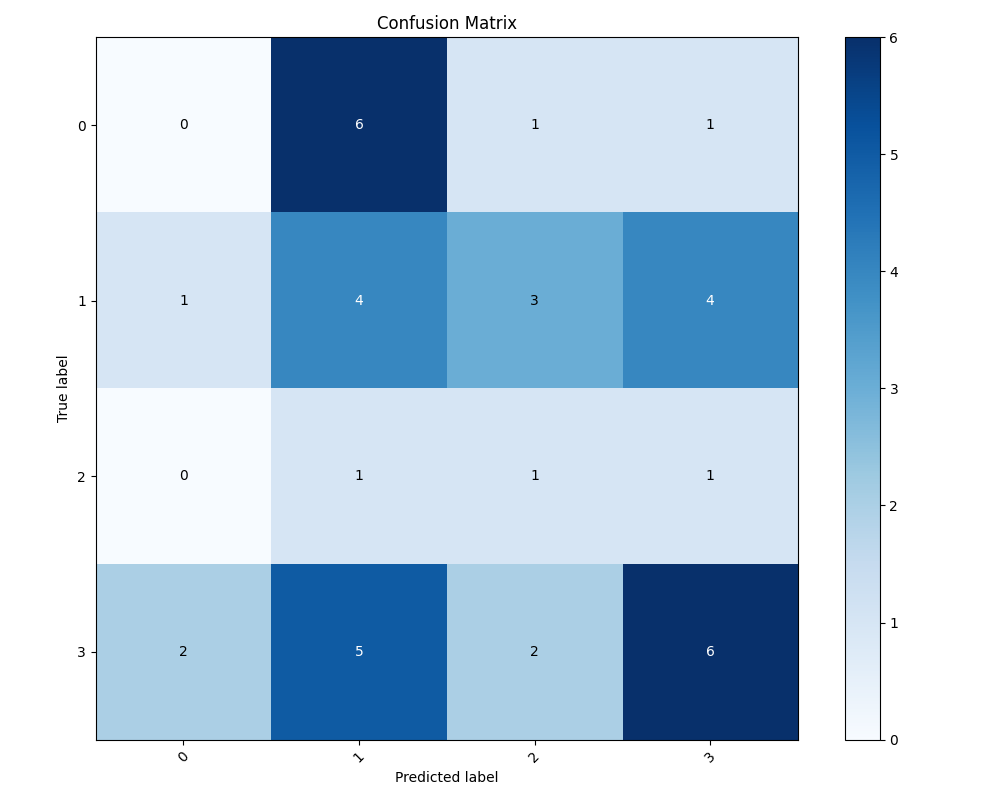 Confusion Matrix
0 0 6 1 1
1 1 4 3 4
2 0 1 1 1
3 2 5 2 6
0 1 2 3
True label
Predicted label
6
5
4
3
2
1
0